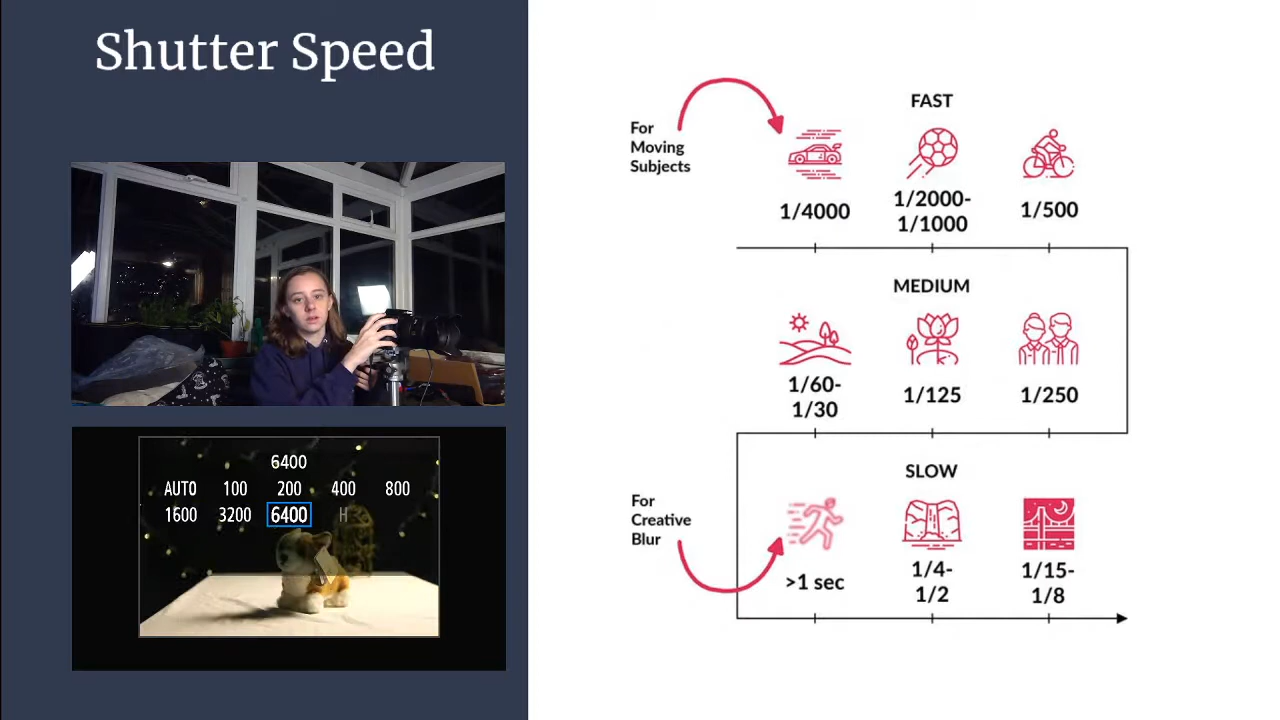 Shutter Speed
6400
AUTO 100 200 400 800
1600 3200 6400 H
For
Moving
Subjects
FAST
1/4000
1/2000-
1/1000
1/500
MEDIUM
1/60-
1/30
1/125
1/250
For
Creative
Blur
SLOW
>1 sec
1/4-
1/2
1/15-
1/8